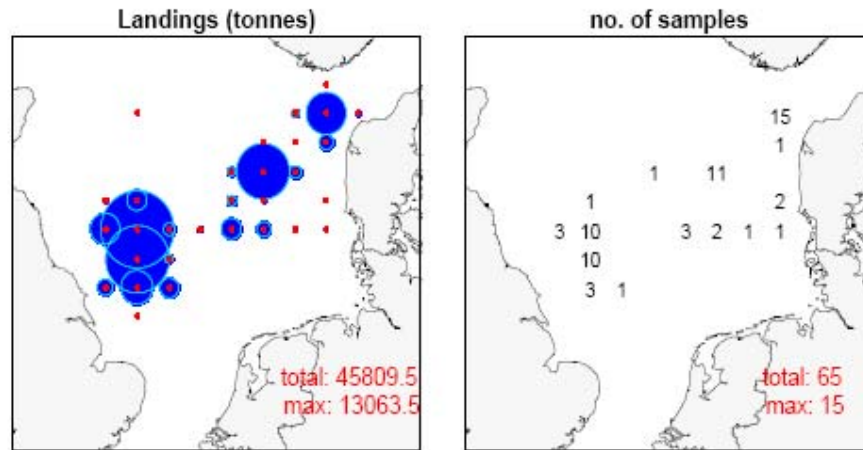 Landings (tonnes)
no. of samples
total: 45809.5
max: 13063.5
15
1
1 11
1 2
3 10 3 2 1 1
10
3 1
total: 65
max: 15